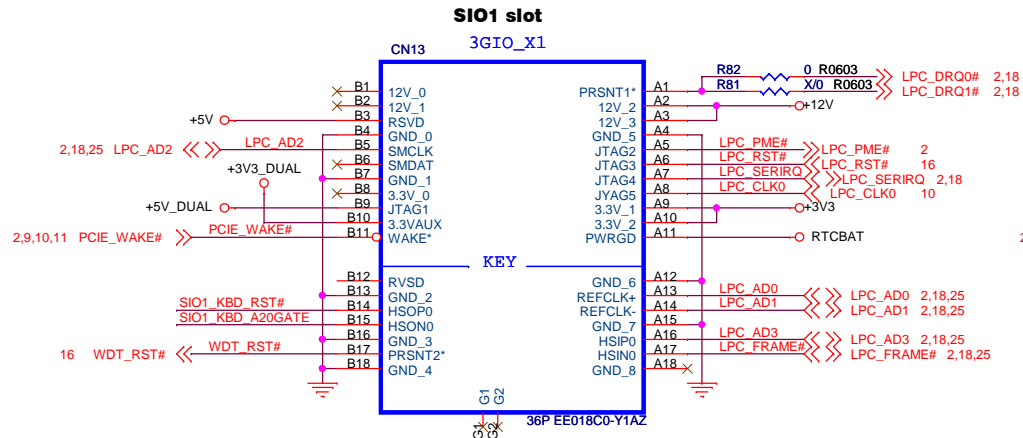 SIO1 slot
3GIO_X1
CN13
R82 0 R0603 LPC_DRQ0# 2,18
R81 X/0 R0603 LPC_DRQ1# 2,18
B1 12V_0 PRSNT1* A1
B2 12V_1 12V_2 A2 +12V
+5V B3 RSVD 12V_3 A3
B4 GND_0 GND_5 A4
2,18,25 LPC_AD2 LPC_AD2 B5 SMCLK JTAG2 A5 LPC_PME# LPC_PME# 2
B6 SMDAT JTAG3 A6 LPC_RST# LPC_RST# 16
+3V3_DUAL B7 GND_1 JTAG4 A7 LPC_SERIRQ LPC_SERIRQ 2,18
B8 3.3V_0 JYAG5 A8 LPC_CLK0 LPC_CLK0 10
+5V_DUAL B9 JTAG1 3.3V_1 A9 +3V3
B10 3.3VAUX 3.3V_2 A10
2,9,10,11 PCIE_WAKE# PCIE_WAKE# B11 WAKE* PWRGD A11 RTCBAT 2
KEY
B12 RVSD GND_6 A12
B13 GND_2 REFCLK+ A13 LPC_AD0 LPC_AD0 2,18,25
SIO1_KBD_RST# B14 HSOP0 REFCLK- A14 LPC_AD1 LPC_AD1 2,18,25
SIO1_KBD_A20GATE B15 HSON0 GND_7 A15
B16 GND_3 HSIP0 A16 LPC_AD3 LPC_AD3 2,18,25
16 WDT_RST# WDT_RST# B17 PRSNT2* HSIN0 A17 LPC_FRAME# LPC_FRAME# 2,18,25
B18 GND_4 GND_8 A18
G1 G2
G1 G2
36P EE018C0-Y1AZ